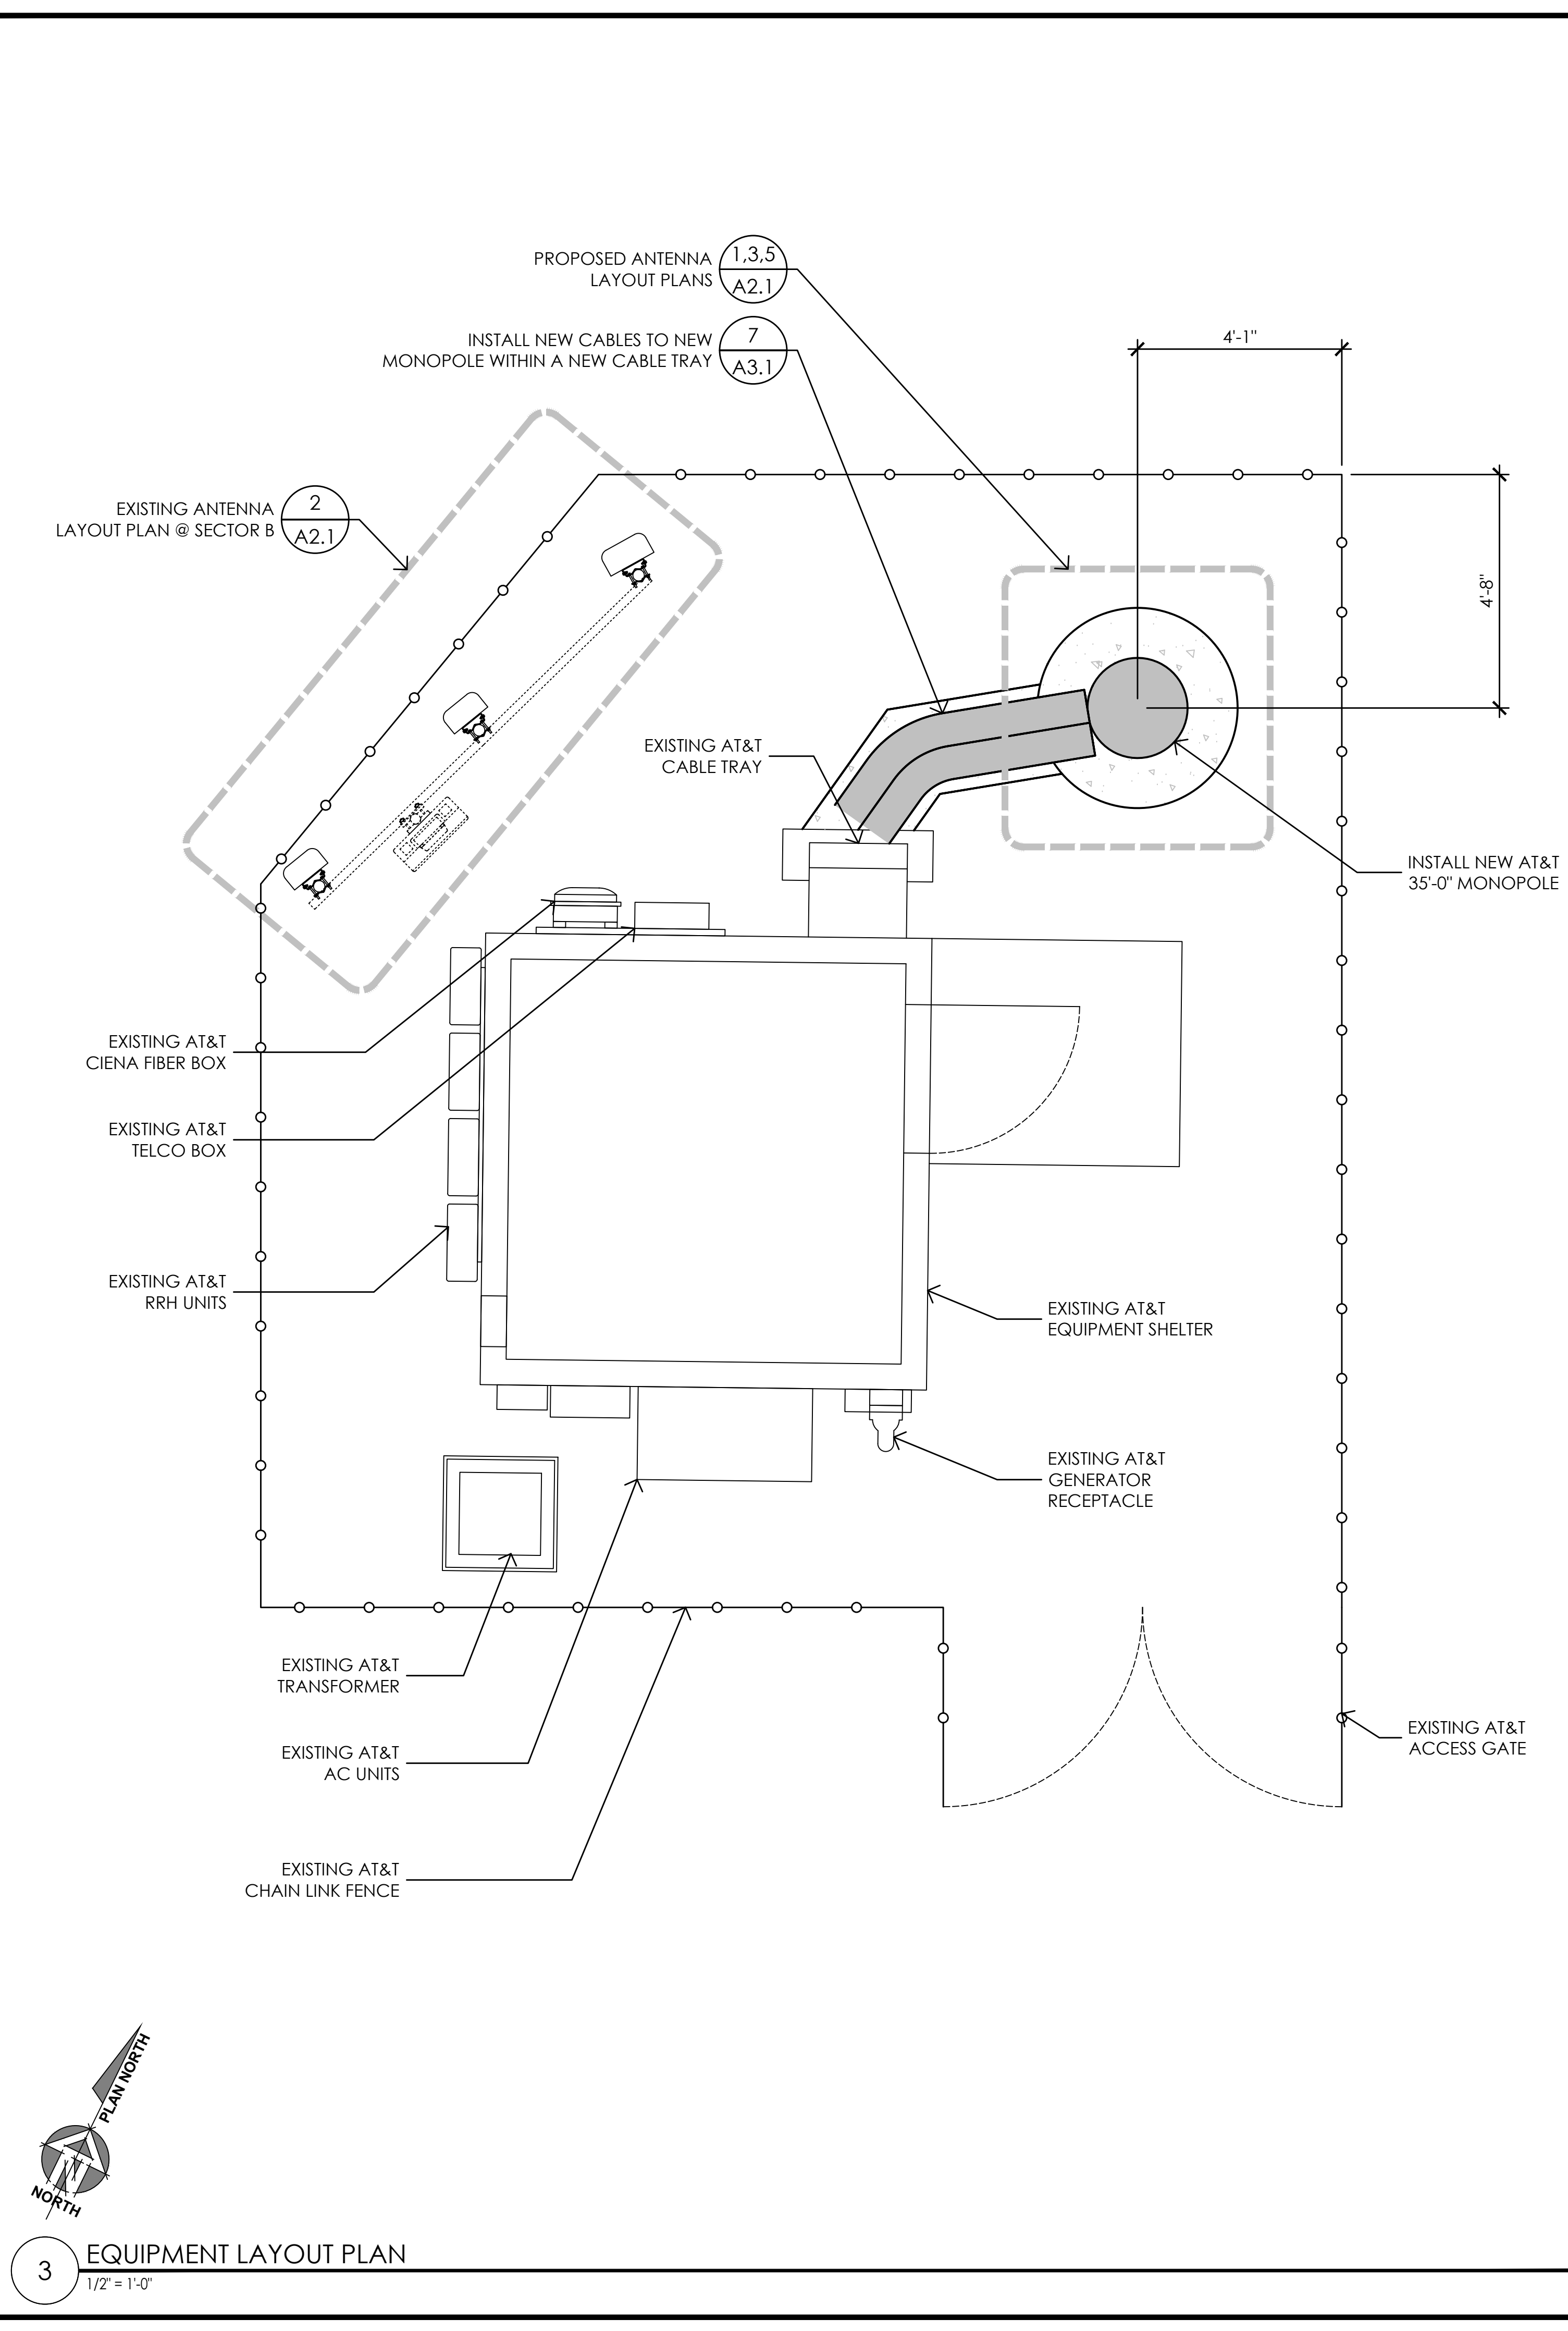 PROPOSED ANTENNA
LAYOUT PLANS
1,3,5
A2.1
INSTALL NEW CABLES TO NEW
MONOPOLE WITHIN A NEW CABLE TRAY
7
A3.1
4'-1"
EXISTING ANTENNA
LAYOUT PLAN @ SECTOR B
2
A2.1
4'-8"
EXISTING AT&T
CABLE TRAY
INSTALL NEW AT&T
35'-0" MONOPOLE
EXISTING AT&T
CIENA FIBER BOX
EXISTING AT&T
TELCO BOX
EXISTING AT&T
RRH UNITS
EXISTING AT&T
EQUIPMENT SHELTER
EXISTING AT&T
GENERATOR
RECEPTACLE
EXISTING AT&T
TRANSFORMER
EXISTING AT&T
ACCESS GATE
EXISTING AT&T
AC UNITS
EXISTING AT&T
CHAIN LINK FENCE
PLAN NORTH
N
NORTH
3
EQUIPMENT LAYOUT PLAN
1/2" = 1'-0"